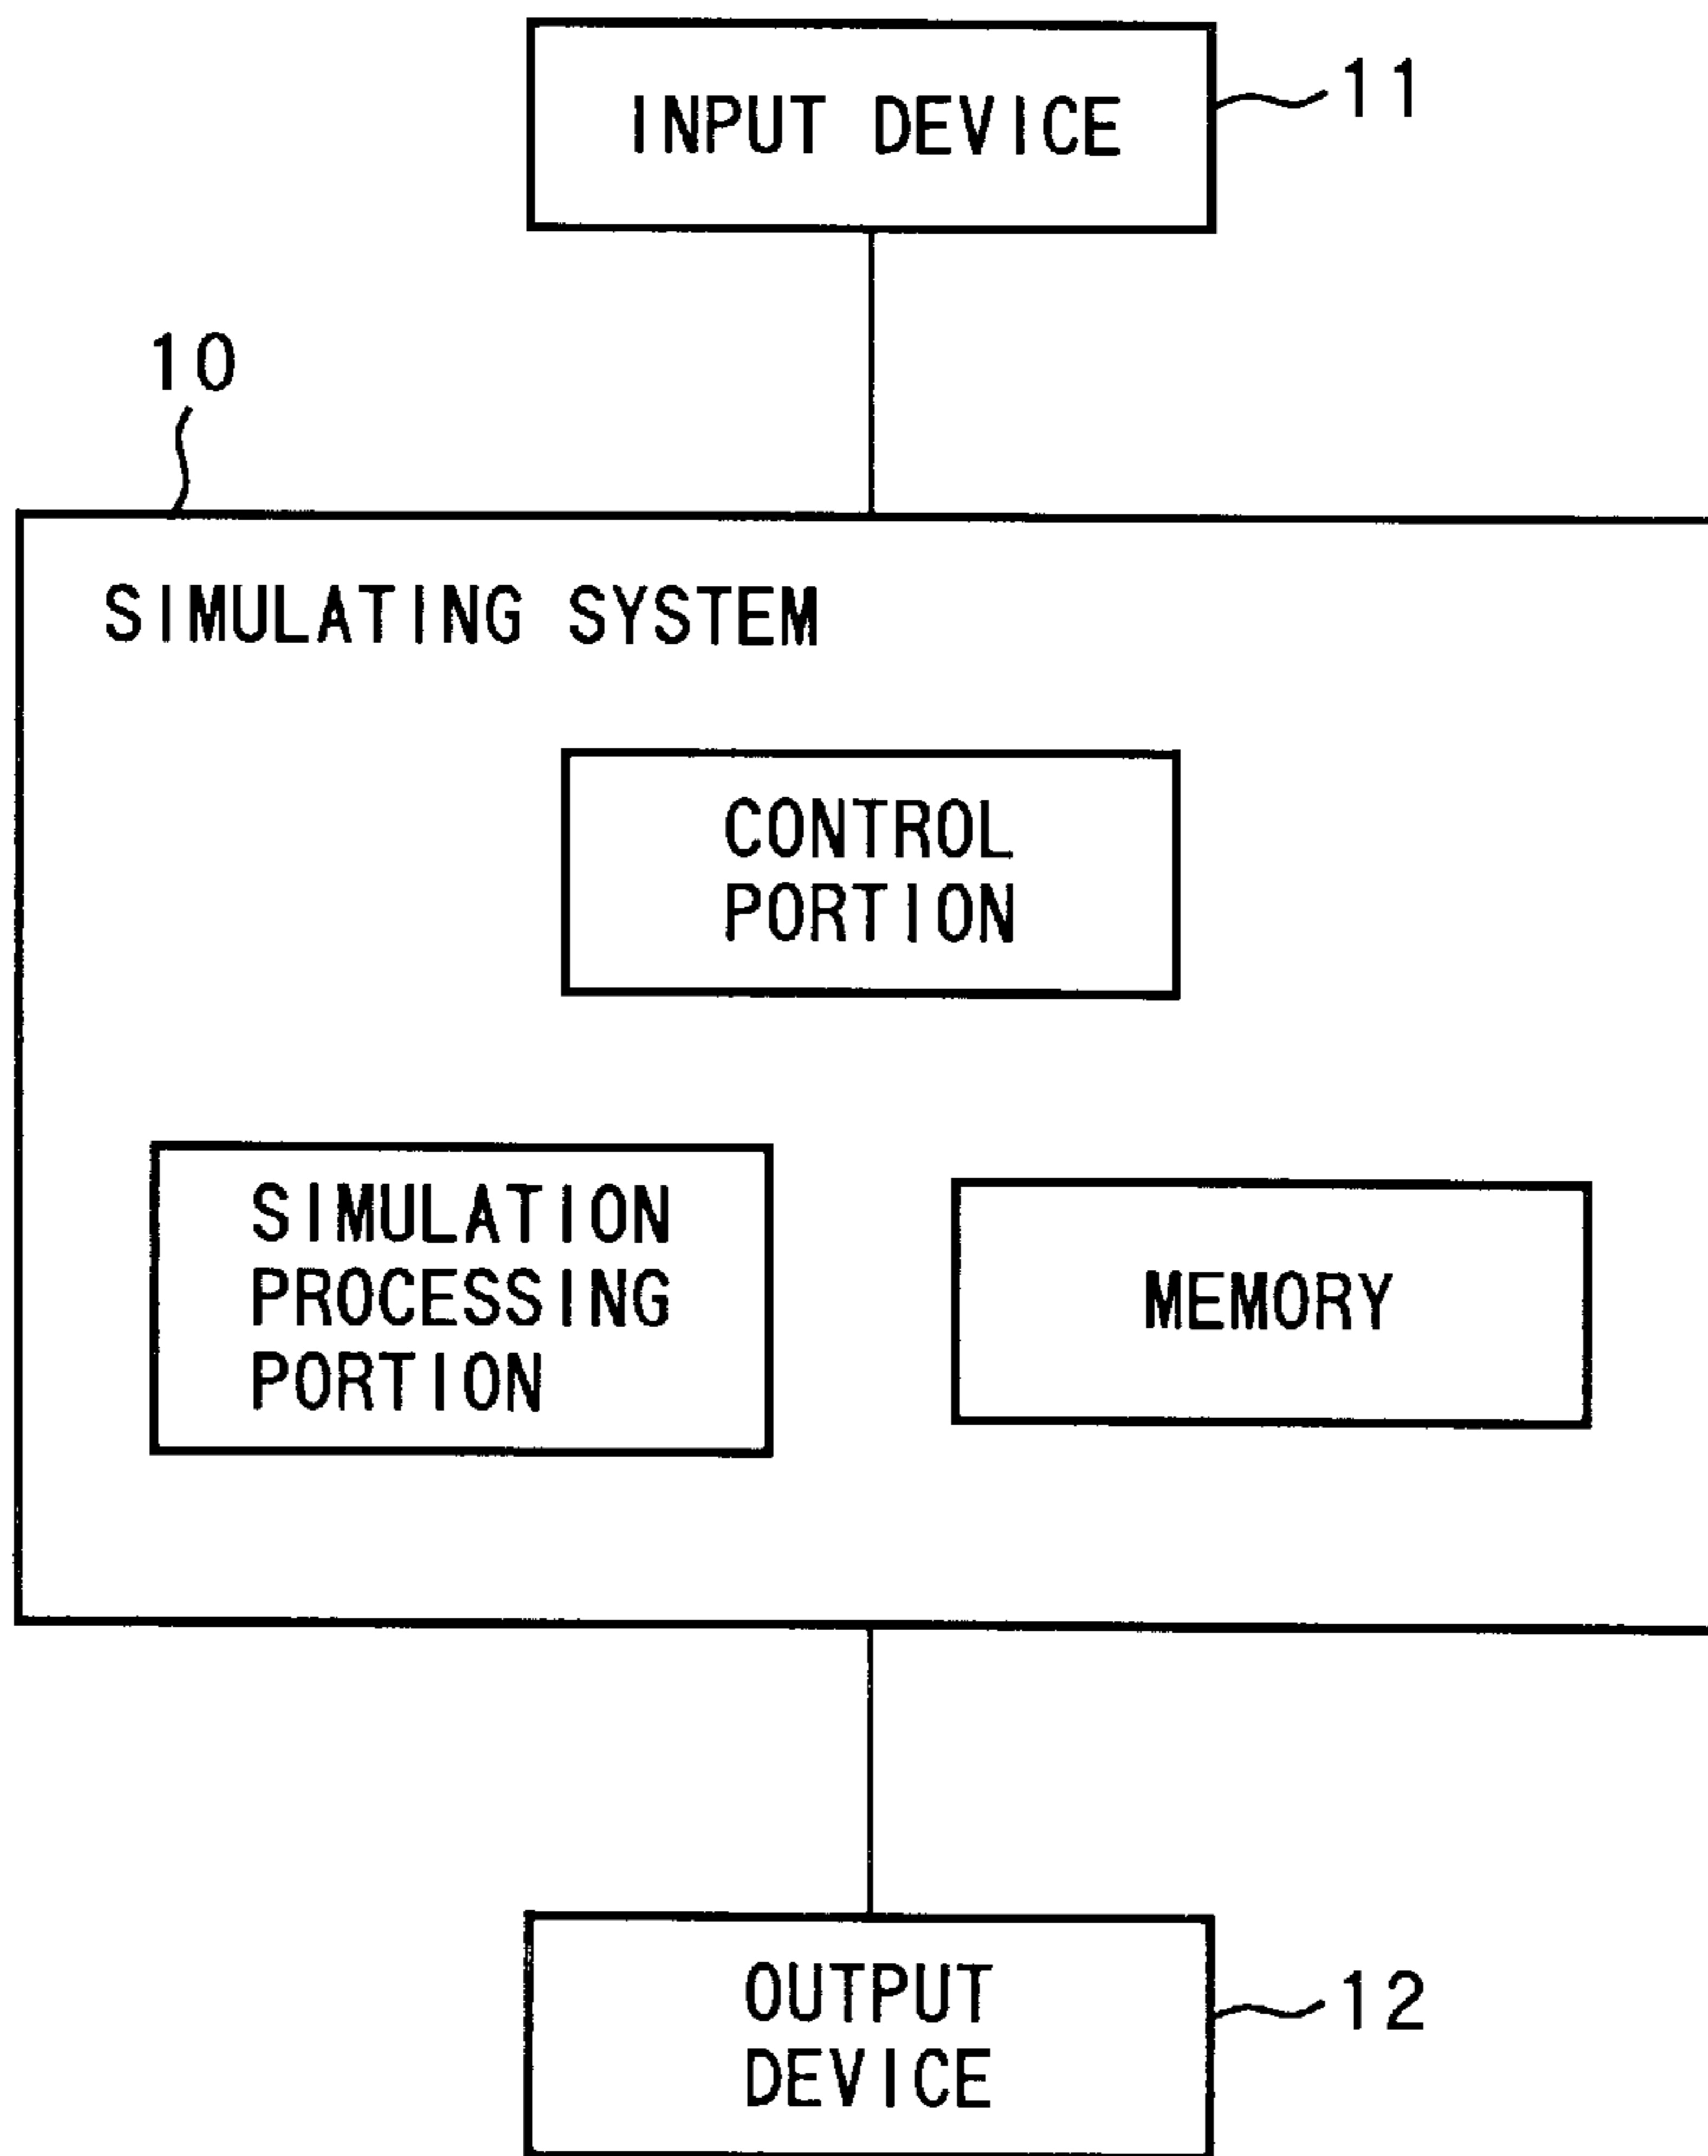 INPUT DEVICE
11
10
SIMULATING SYSTEM
CONTROL
PORTION
SIMULATION
PROCESSING
PORTION
MEMORY
OUTPUT
DEVICE
12